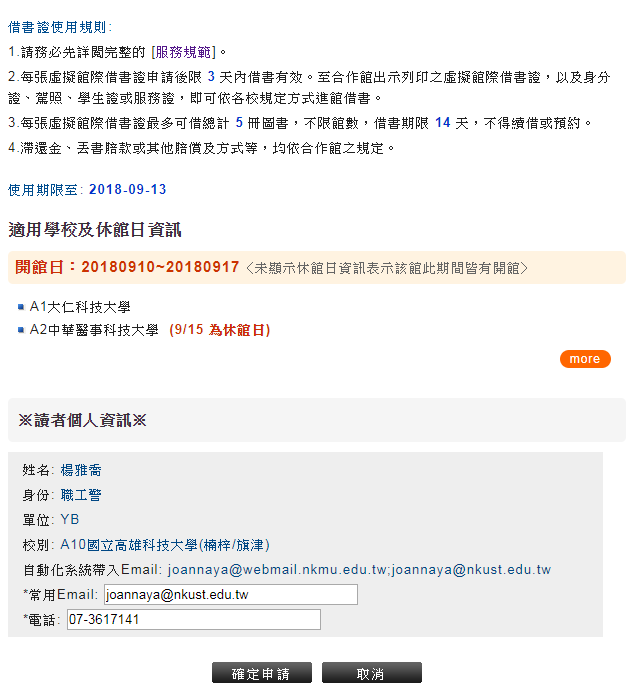 借書證使用規則:
1.請務必先詳閱完整的 [服務規範]。
2.每張虛擬館際借書證申請後限 3 天內借書有效。至合作館出示列印之虛擬館際借書證，以及身分
證、駕照、學生證或服務證，即可依各校規定方式進館借書。
3.每張虛擬館際借書證最多可借總計 5 冊圖書，不限館數，借書期限 14 天，不得續借或預約。
4.滯還金、丟書賠款或其他賠償及方式等，均依合作館之規定。
使用期限至: 2018-09-13
適用學校及休館日資訊
開館日：20180910~20180917 〈未顯示休館日資訊表示該館此期間皆有開館〉
A1大仁科技大學
A2中華醫事科技大學 (9/15 為休館日)
more
※讀者個人資訊※
姓名: 楊雅喬
身份: 職工警
單位: YB
校別: A10國立高雄科技大學(楠梓/旗津)
自動化系統帶入Email: joannaya@webmail.nkmu.edu.tw;joannaya@nkust.edu.tw
*常用Email: joannaya@nkust.edu.tw
*電話: 07-3617141
確定申請 取消